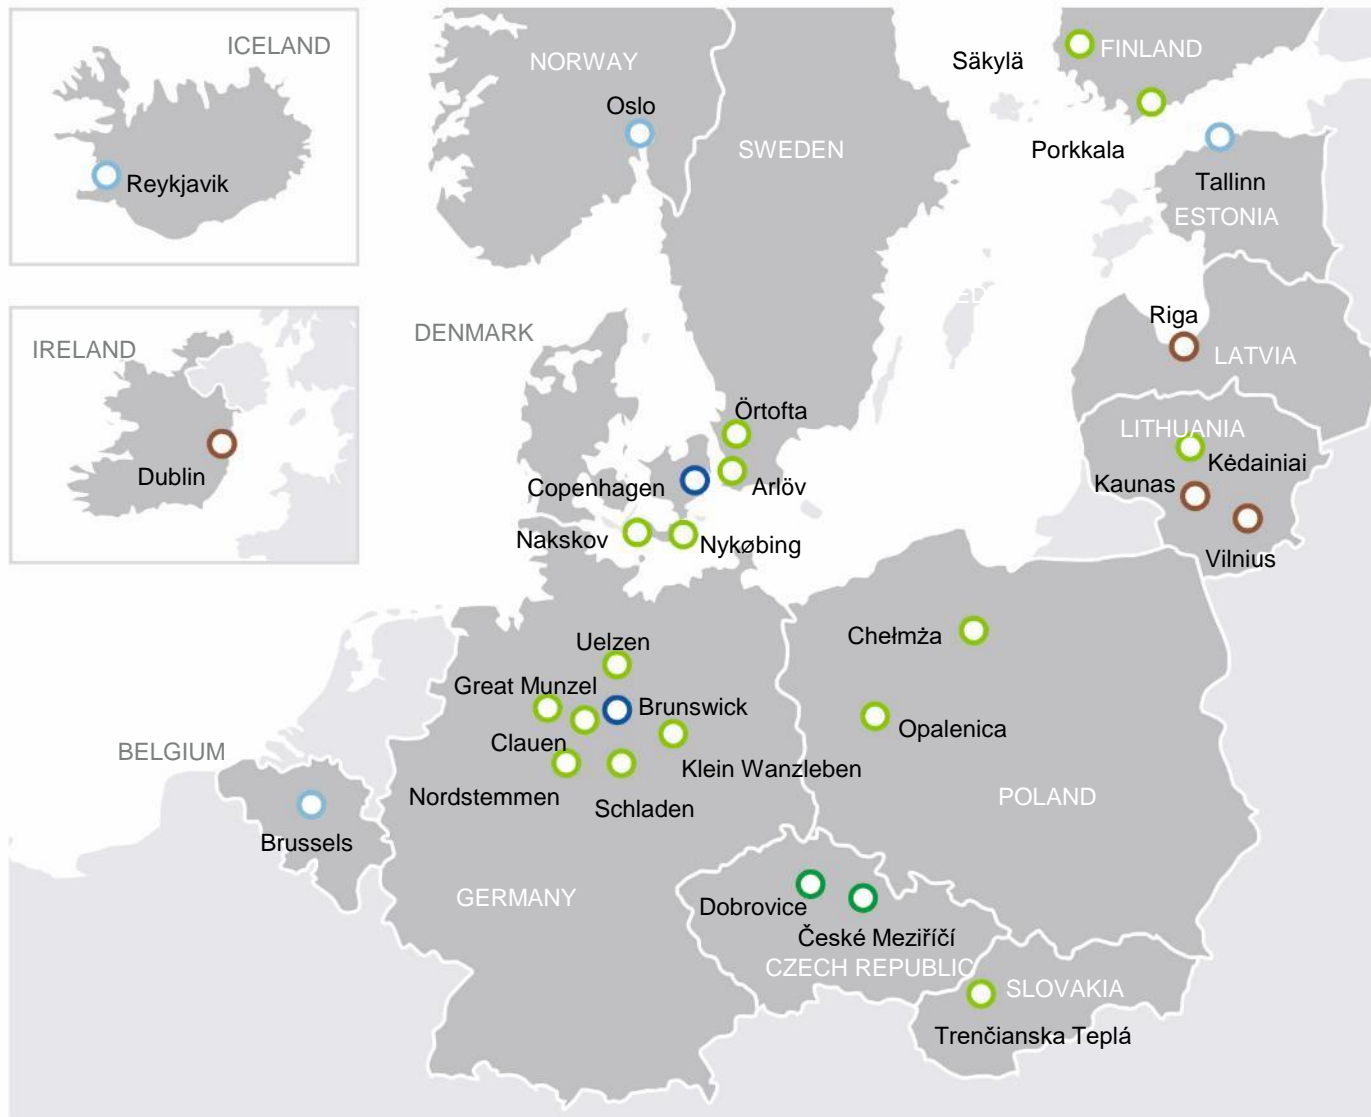 ICELAND
Reykjavik
IRELAND
Dublin
NORWAY
Oslo
SWEDEN
Säkylä
FINLAND
Porkkala
Tallinn
ESTONIA
ED
Riga
LATVIA
DENMARK
Örtofta
LITHUANIA
Kėdainiai
Copenhagen
Arlöv
Kaunas
Nakskov
Nykøbing
Vilnius
Uelzen
Chełmża
Great Munzel
Brunswick
Clauen
Opalenica
BELGIUM
Klein Wanzleben
Nordstemmen
Schladen
POLAND
Brussels
GERMANY
Dobrovice
České Meziříčí
CZECH REPUBLIC
SLOVAKIA
Trenčianska Teplá